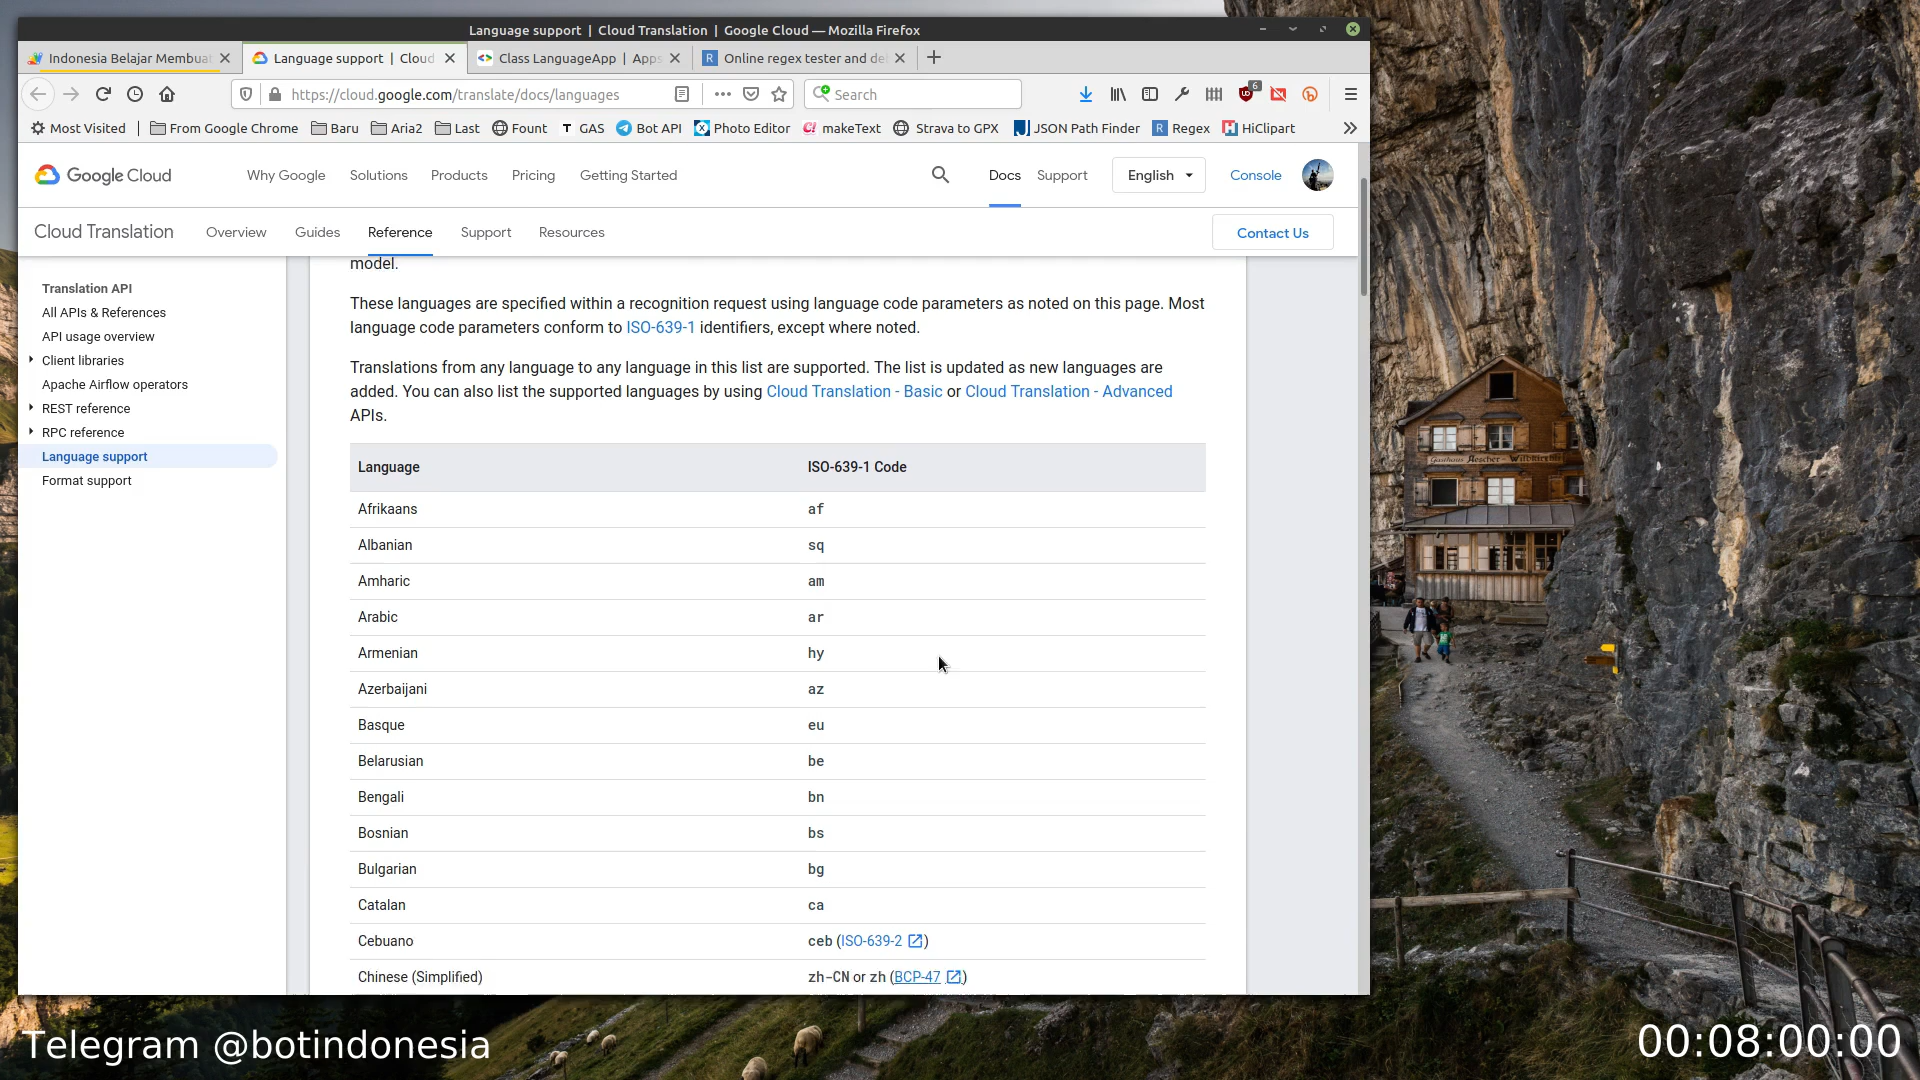 Language support | Cloud Translation | Google Cloud — Mozilla Firefox
Indonesia Belajar Membua
Language support | Cloud
Class LanguageApp | Apps
Online regex tester and de
https://cloud.google.com/translate/docs/languages
Search
6
Most Visited
From Google Chrome
Baru
Aria2
Last
Fount
GAS
Bot API
Photo Editor
makeText
Strava to GPX
JSON Path Finder
Regex
HiClipart
Google Cloud
Why Google
Solutions
Products
Pricing
Getting Started
Docs
Support
English
Console
Cloud Translation
Overview
Guides
Reference
Support
Resources
Contact Us
Translation API
All APIs & References
API usage overview
Client libraries
Apache Airflow operators
REST reference
RPC reference
Language support
Format support
model.
These languages are specified within a recognition request using language code parameters as noted on this page. Most
language code parameters conform to ISO-639-1 identifiers, except where noted.
Translations from any language to any language in this list are supported. The list is updated as new languages are
added. You can also list the supported languages by using Cloud Translation - Basic or Cloud Translation - Advanced
APIs.
Language ISO-639-1 Code
Afrikaans af
Albanian sq
Amharic am
Arabic ar
Armenian hy
Azerbaijani az
Basque eu
Belarusian be
Bengali bn
Bosnian bs
Bulgarian bg
Catalan ca
Cebuano ceb (ISO-639-2)
Chinese (Simplified) zh-CN or zh (BCP-47)
Telegram @botindonesia
00:08:00:00